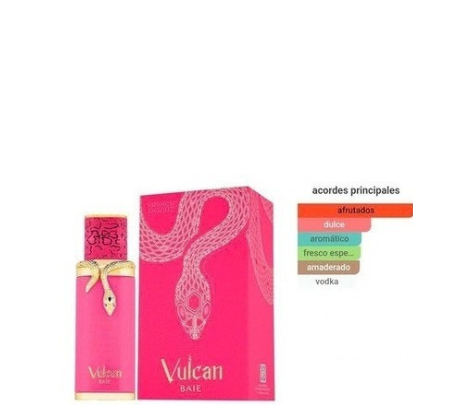 acordes principales
afrutados
dulce
aromático
fresco espe...
amaderado
vodka
Vulcan
BAIE
Vulcan
BAIE